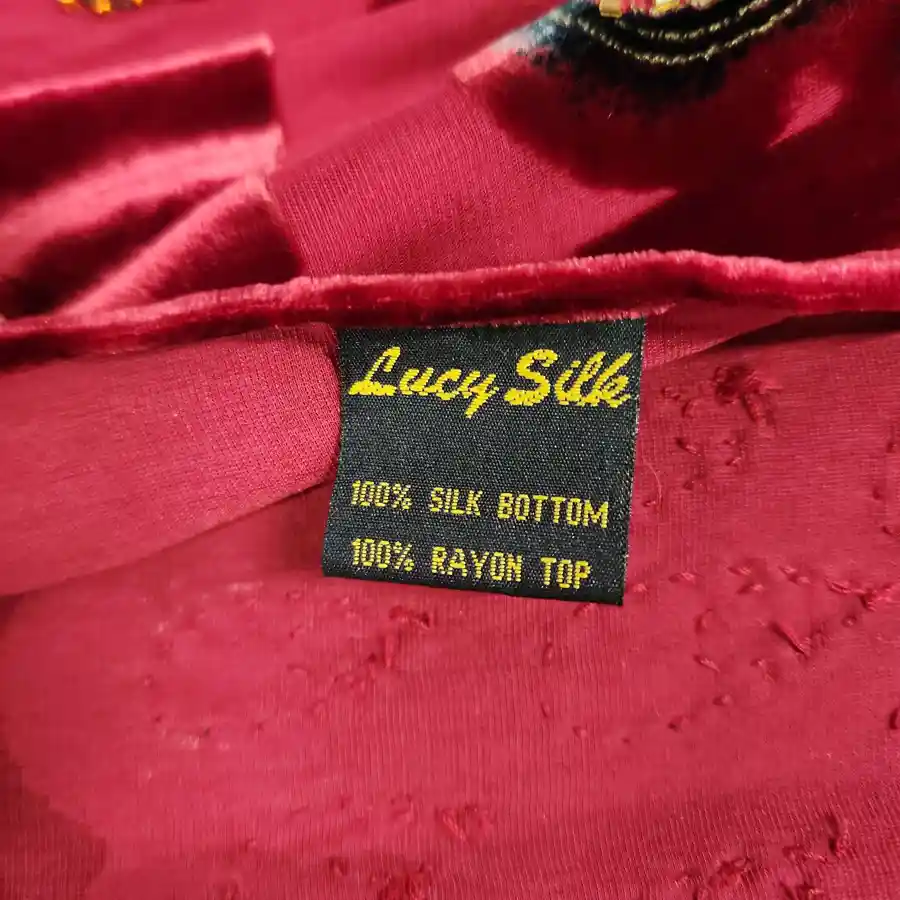 Lucy Silk
100% SILK BOTTOM
100% RAYON TOP